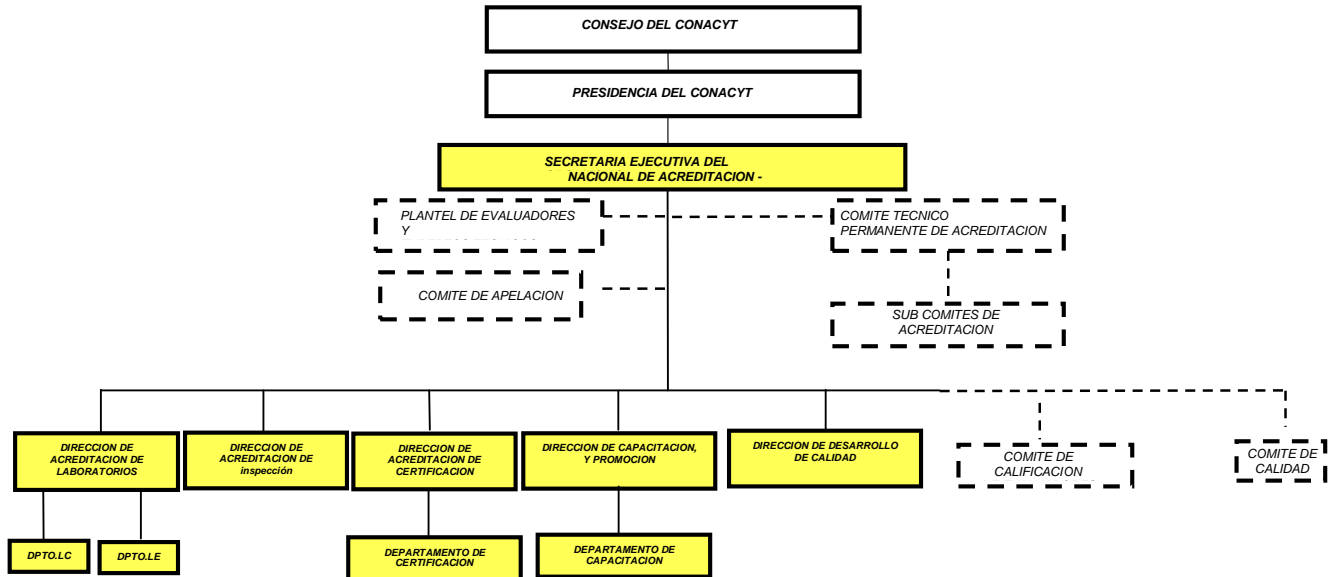 CONSEJO DEL CONACYT
PRESIDENCIA DEL CONACYT
SECRETARIA EJECUTIVA DEL
NACIONAL DE ACREDITACION -
PLANTEL DE EVALUADORES
Y
COMITE TECNICO
PERMANENTE DE ACREDITACION
COMITE DE APELACION
SUB COMITES DE
ACREDITACION
DIRECCION DE
ACREDITACION DE
LABORATORIOS
DIRECCION DE
ACREDITACION DE
inspección
DIRECCION DE
ACREDITACION DE
CERTIFICACION
DIRECCION DE CAPACITACION,
Y PROMOCION
DIRECCION DE DESARROLLO
DE CALIDAD
COMITE DE
CALIFICACION
COMITE DE
CALIDAD
DPTO.LC
DPTO.LE
DEPARTAMENTO DE
CERTIFICACION
DEPARTAMENTO DE
CAPACITACION